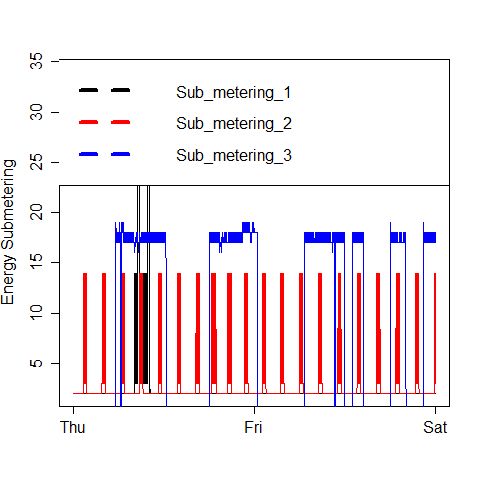 35
30
25
20
15
10
5
Energy Submetering
Sub_metering_1
Sub_metering_2
Sub_metering_3
Thu Fri Sat